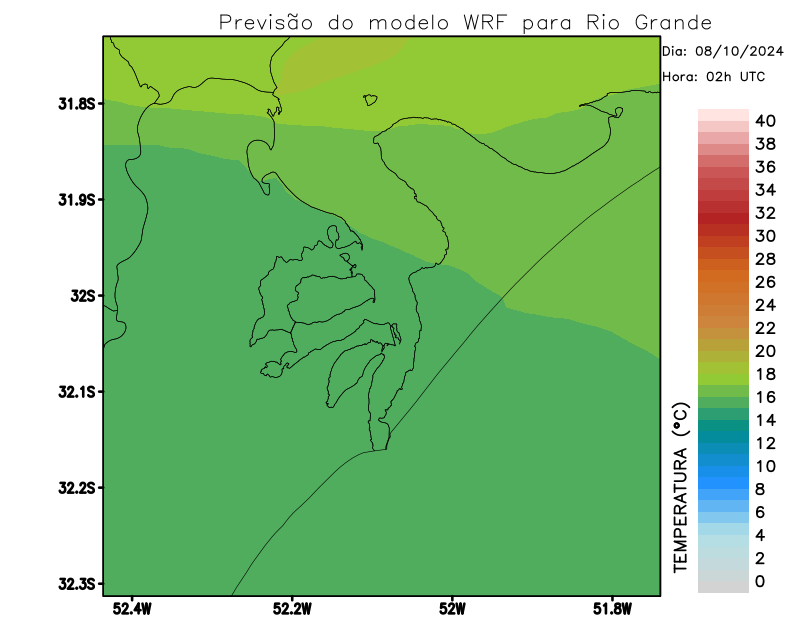 Previsão do modelo WRF para Rio Grande
Dia: 08/10/2024
Hora: 02h UTC
31.8S
31.9S
32S
32.1S
32.2S
32.3S
52.4W
52.2W
52W
51.8W
TEMPERATURA (°C)
40
38
36
34
32
30
28
26
24
22
20
18
16
14
12
10
8
6
4
2
0